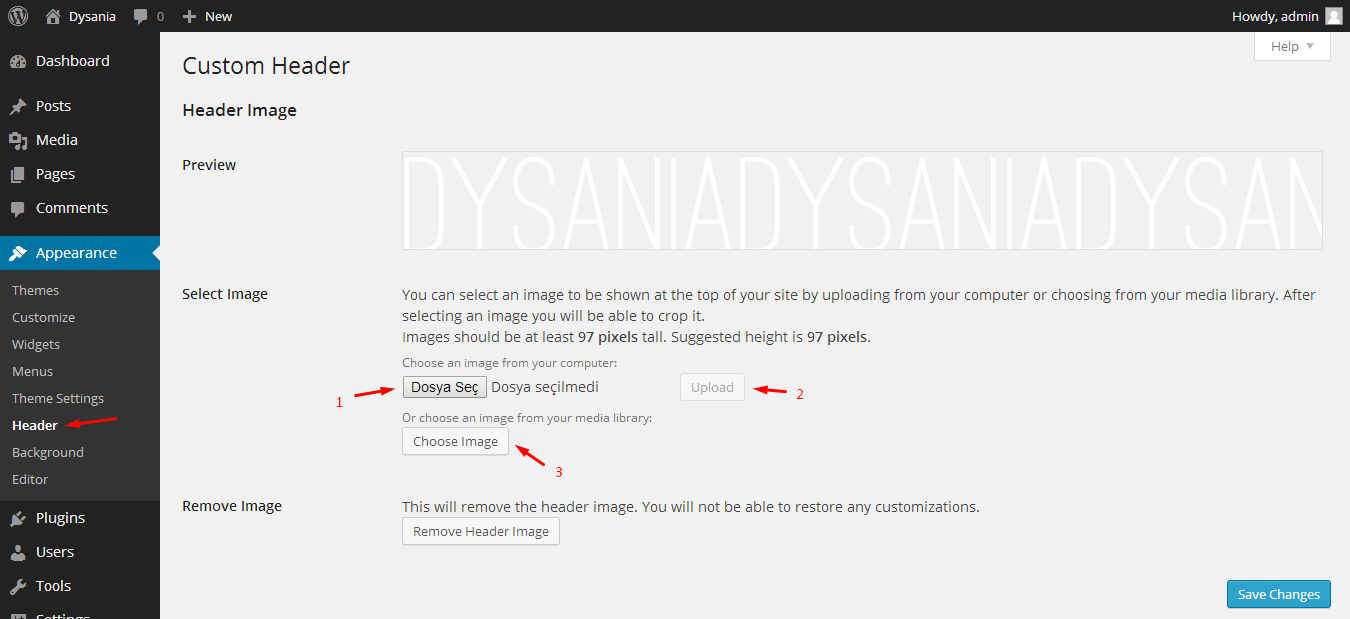 Dysania
0
New
Howdy, admin
Help
Dashboard
Posts
Media
Pages
Comments
Appearance
Themes
Customize
Widgets
Menus
Theme Settings
Header
Background
Editor
Plugins
Users
Tools
Settings
Custom Header
Header Image
Preview
DYSANIADYSANIADYSAN
Select Image
You can select an image to be shown at the top of your site by uploading from your computer or choosing from your media library. After
selecting an image you will be able to crop it.
Images should be at least 97 pixels tall. Suggested height is 97 pixels.
Choose an image from your computer:
1
Dosya Seç Dosya seçilmedi
Upload
2
Or choose an image from your media library:
Choose Image
3
Remove Image
This will remove the header image. You will not be able to restore any customizations.
Remove Header Image
Save Changes